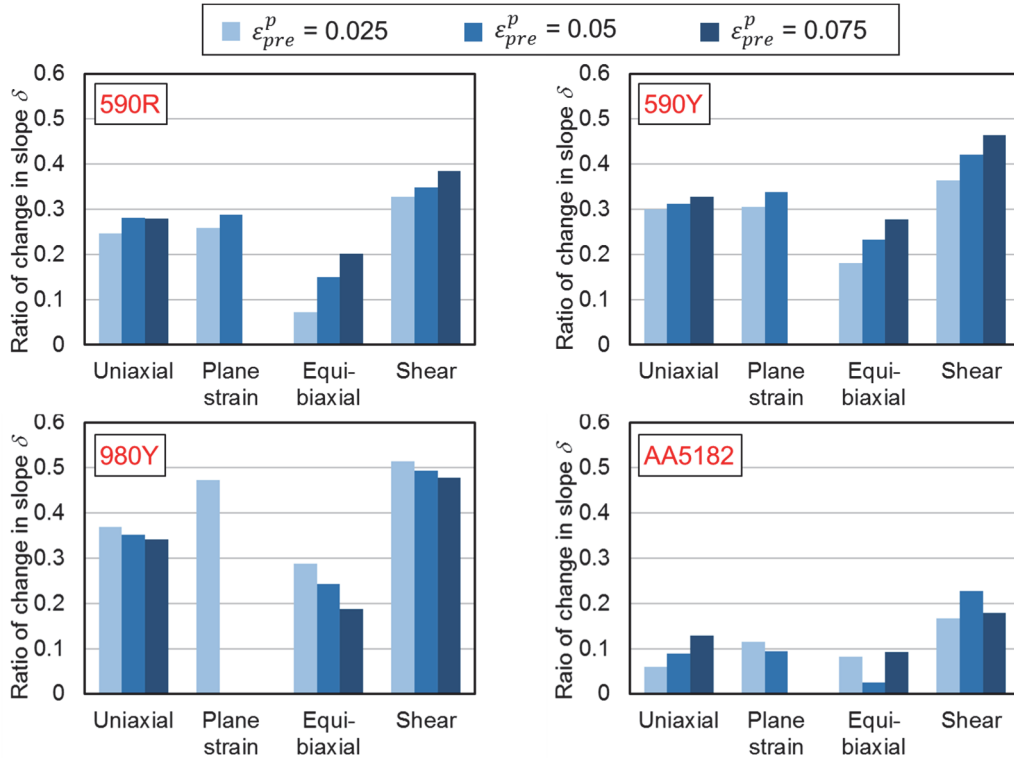 ε^p_pre = 0.025 ε^p_pre = 0.05 ε^p_pre = 0.075
590R
Ratio of change in slope δ
0.6
0.5
0.4
0.3
0.2
0.1
0
Uniaxial Plane strain Equi-biaxial Shear
590Y
Ratio of change in slope δ
0.6
0.5
0.4
0.3
0.2
0.1
0
Uniaxial Plane strain Equi-biaxial Shear
980Y
Ratio of change in slope δ
0.6
0.5
0.4
0.3
0.2
0.1
0
Uniaxial Plane strain Equi-biaxial Shear
AA5182
Raio of change in slope δ
0.6
0.5
0.4
0.3
0.2
0.1
0
Uniaxial Plane strain Equi-biaxial Shear